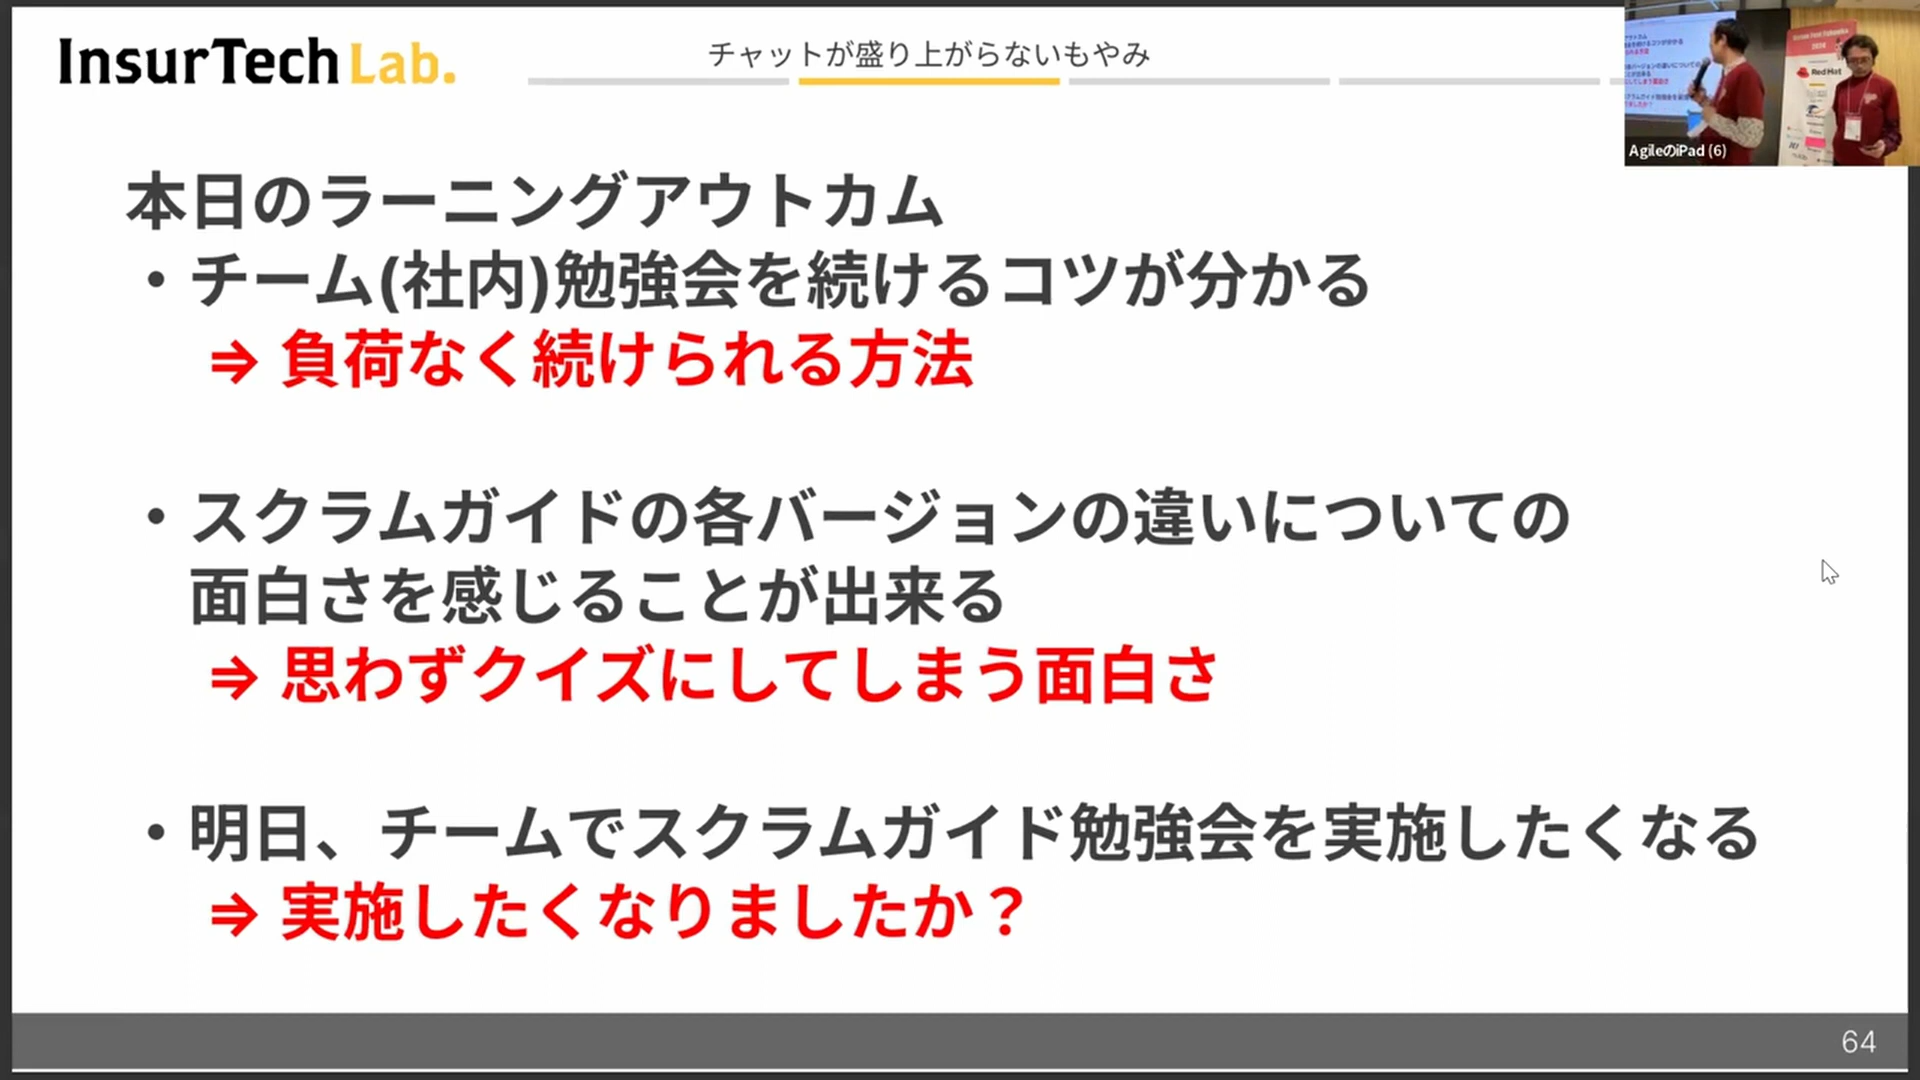 InsurTech Lab.
チャットが盛り上がらないもやみ
本日のラーニングアウトカム
・チーム(社内)勉強会を続けるコツが分かる
⇒ 負荷なく続けられる方法
・スクラムガイドの各バージョンの違いについての
面白さを感じることが出来る
⇒ 思わずクイズにしてしまう面白さ
・明日、チームでスクラムガイド勉強会を実施したくなる
⇒ 実施したくなりましたか？
64
Red Hat
AgileのiPad (6)